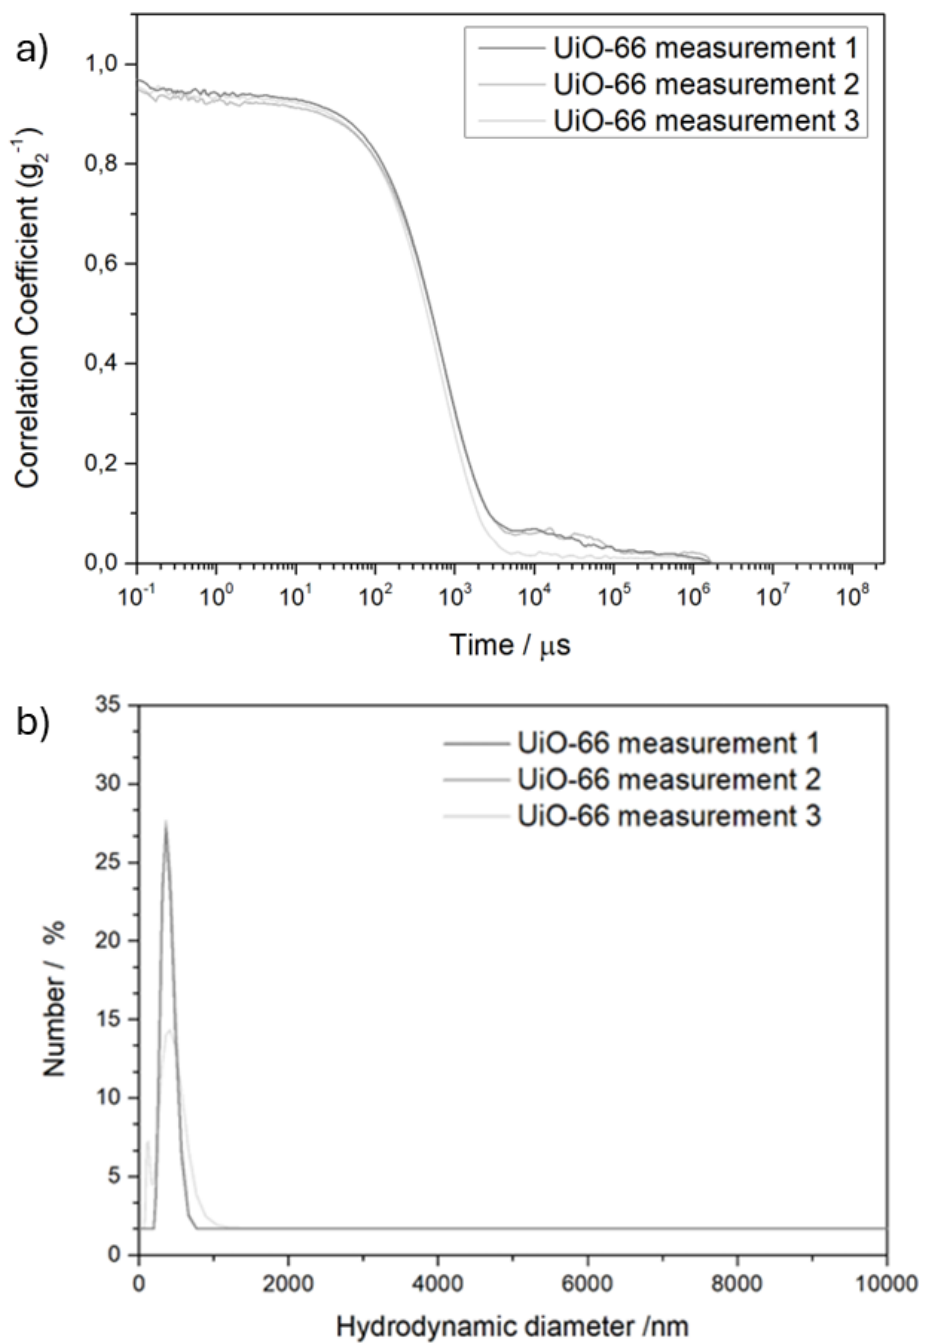 a)
UiO-66 measurement 1
UiO-66 measurement 2
UiO-66 measurement 3
Correlation Coefficient (g₂⁻¹)
1,0
0,8
0,6
0,4
0,2
0,0
10⁻¹ 10⁰ 10¹ 10² 10³ 10⁴ 10⁵ 10⁶ 10⁷ 10⁸
Time / μs
b)
UiO-66 measurement 1
UiO-66 measurement 2
UiO-66 measurement 3
Number / %
35
30
25
20
15
10
5
0
0 2000 4000 6000 8000 10000
Hydrodynamic diameter /nm